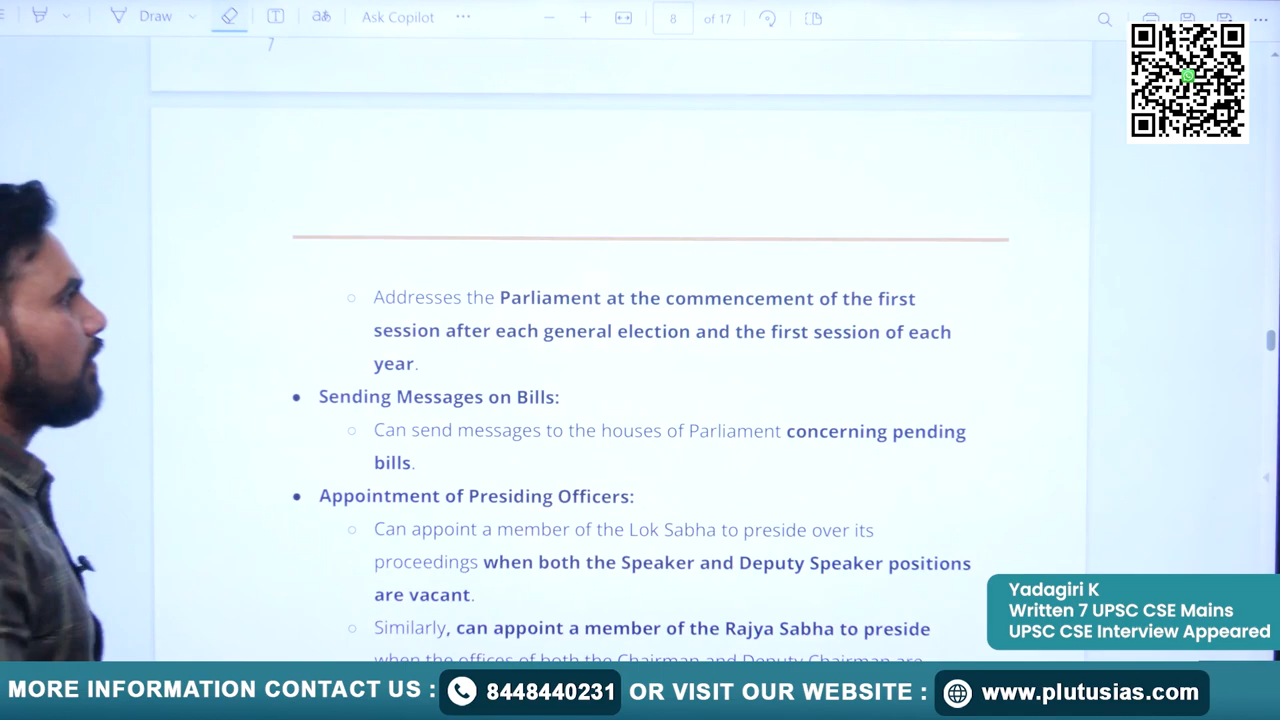 Draw
aあ
Ask Copilot
8 of 17
7
Addresses the Parliament at the commencement of the first
session after each general election and the first session of each
year.
Sending Messages on Bills:
Can send messages to the houses of Parliament concerning pending
bills.
Appointment of Presiding Officers:
Can appoint a member of the Lok Sabha to preside over its
proceedings when both the Speaker and Deputy Speaker positions
are vacant.
Similarly, can appoint a member of the Rajya Sabha to preside
when the offices of both the Chairman and Deputy Chairman are
Yadagiri K
Written 7 UPSC CSE Mains
UPSC CSE Interview Appeared
MORE INFORMATION CONTACT US : 8448440231 OR VISIT OUR WEBSITE : www.plutusias.com